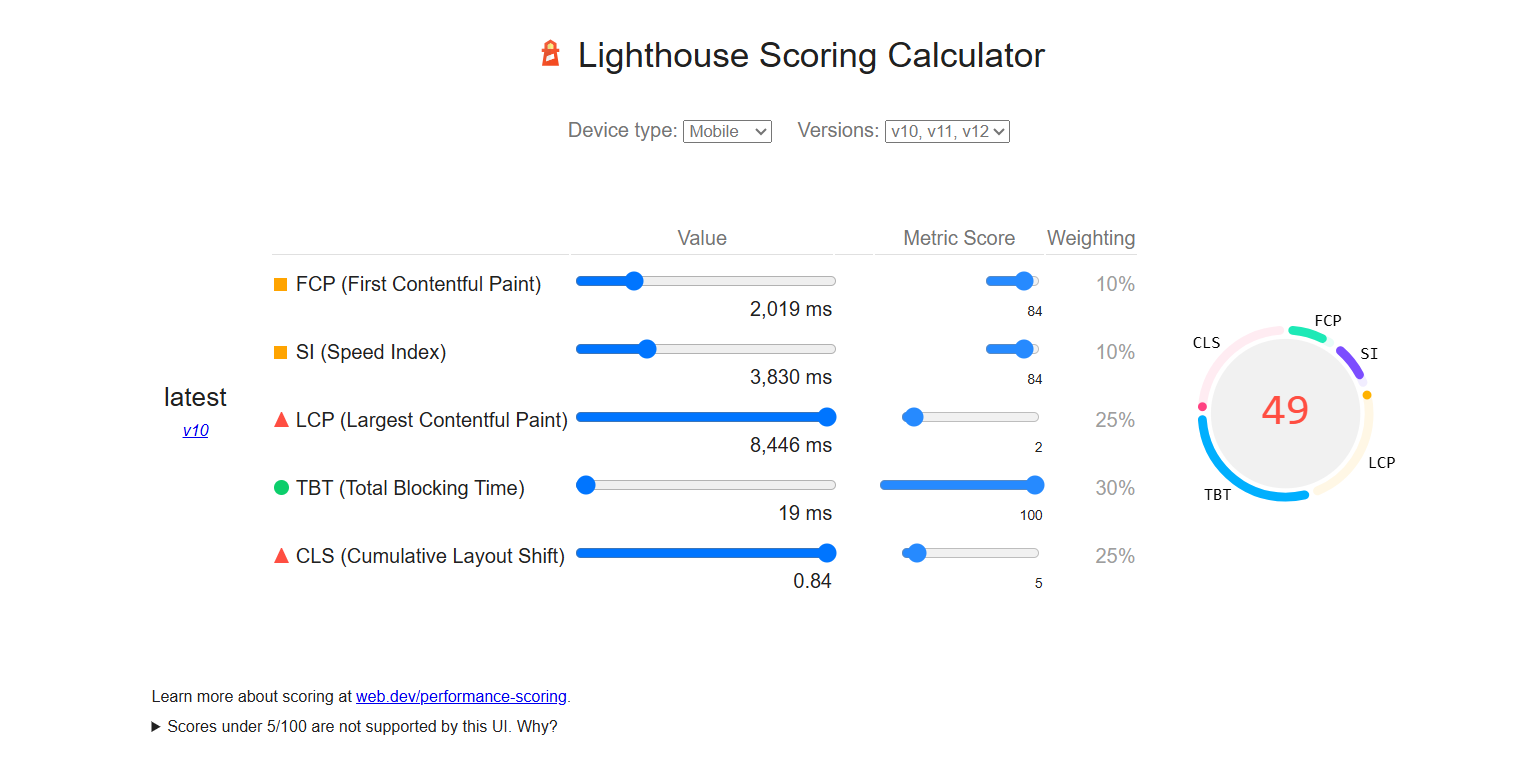 Lighthouse Scoring Calculator
Device type: Mobile Versions: v10, v11, v12
Value Metric Score Weighting
FCP (First Contentful Paint) 10%
2,019 ms 84
SI (Speed Index) 10%
3,830 ms 84
latest
v10
LCP (Largest Contentful Paint) 25%
8,446 ms 2
TBT (Total Blocking Time) 30%
19 ms 100
CLS (Cumulative Layout Shift) 25%
0.84 5
FCP
CLS
SI
49
LCP
TBT
Learn more about scoring at web.dev/performance-scoring.
Scores under 5/100 are not supported by this UI. Why?